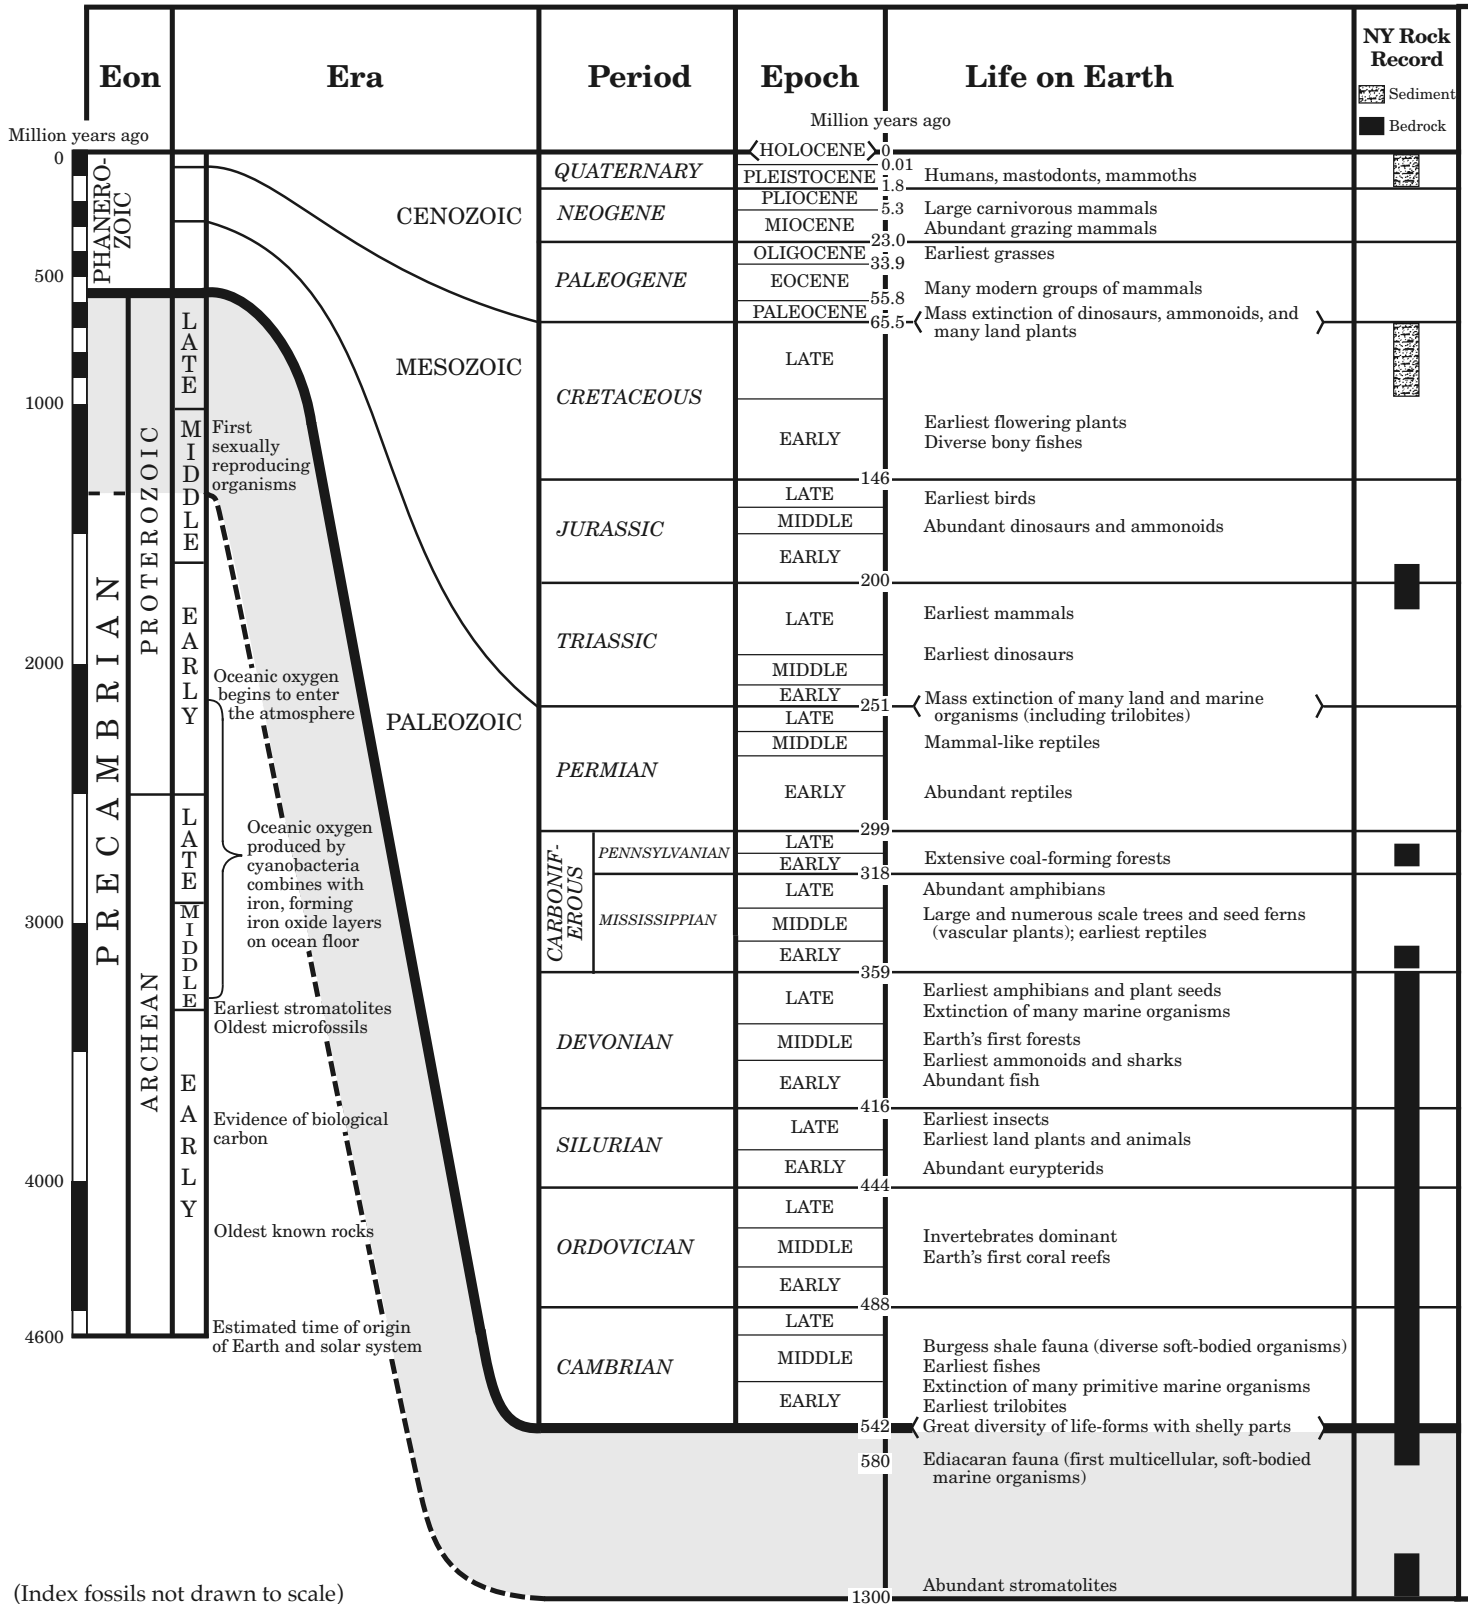 Eon
Era
Period
Epoch
Life on Earth
NY Rock
Record
Sediment
Bedrock
Million years ago
Million years ago
0
500
1000
2000
3000
4000
4600
PHANERO-
ZOIC
PRECAMBRIAN
PROTEROZOIC
ARCHEAN
LATE
MIDDLE
EARLY
LATE
MIDDLE
EARLY
First
sexually
reproducing
organisms
Oceanic oxygen
begins to enter
the atmosphere
Oceanic oxygen
produced by
cyanobacteria
combines with
iron, forming
iron oxide layers
on ocean floor
Earliest stromatolites
Oldest microfossils
Evidence of biological
carbon
Oldest known rocks
Estimated time of origin
of Earth and solar system
CENOZOIC
MESOZOIC
PALEOZOIC
QUATERNARY
HOLOCENE
0
0.01
PLEISTOCENE
1.8
Humans, mastodonts, mammoths
NEOGENE
PLIOCENE
5.3
MIOCENE
23.0
Large carnivorous mammals
Abundant grazing mammals
PALEOGENE
OLIGOCENE
33.9
EOCENE
55.8
PALEOCENE
65.5
Earliest grasses
Many modern groups of mammals
Mass extinction of dinosaurs, ammonoids, and
many land plants
CRETACEOUS
LATE
EARLY
146
Earliest flowering plants
Diverse bony fishes
JURASSIC
LATE
MIDDLE
EARLY
200
Earliest birds
Abundant dinosaurs and ammonoids
TRIASSIC
LATE
MIDDLE
EARLY
251
Earliest mammals
Earliest dinosaurs
Mass extinction of many land and marine
organisms (including trilobites)
PERMIAN
LATE
MIDDLE
EARLY
299
Mammal-like reptiles
Abundant reptiles
CARBONIF-
EROUS
PENNSYLVANIAN
LATE
EARLY
318
Extensive coal-forming forests
MISSISSIPPIAN
LATE
MIDDLE
EARLY
359
Abundant amphibians
Large and numerous scale trees and seed ferns
(vascular plants); earliest reptiles
DEVONIAN
LATE
MIDDLE
EARLY
416
Earliest amphibians and plant seeds
Extinction of many marine organisms
Earth's first forests
Earliest ammonoids and sharks
Abundant fish
SILURIAN
LATE
EARLY
444
Earliest insects
Earliest land plants and animals
Abundant eurypterids
ORDOVICIAN
LATE
MIDDLE
EARLY
488
Invertebrates dominant
Earth's first coral reefs
CAMBRIAN
LATE
MIDDLE
EARLY
542
Burgess shale fauna (diverse soft-bodied organisms)
Earliest fishes
Extinction of many primitive marine organisms
Earliest trilobites
Great diversity of life-forms with shelly parts
580
Ediacaran fauna (first multicellular, soft-bodied
marine organisms)
1300
Abundant stromatolites
(Index fossils not drawn to scale)